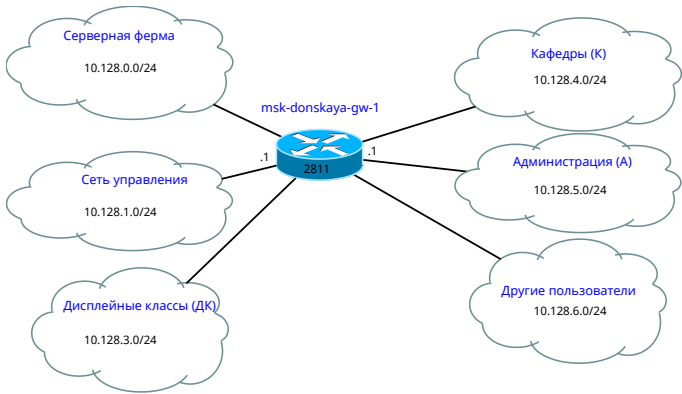 Серверная ферма
10.128.0.0/24
Кафедры (К)
10.128.4.0/24
msk-donskaya-gw-1
.1
.1
2811
Сеть управления
10.128.1.0/24
Администрация (А)
10.128.5.0/24
Дисплейные классы (ДК)
10.128.3.0/24
Другие пользователи
10.128.6.0/24